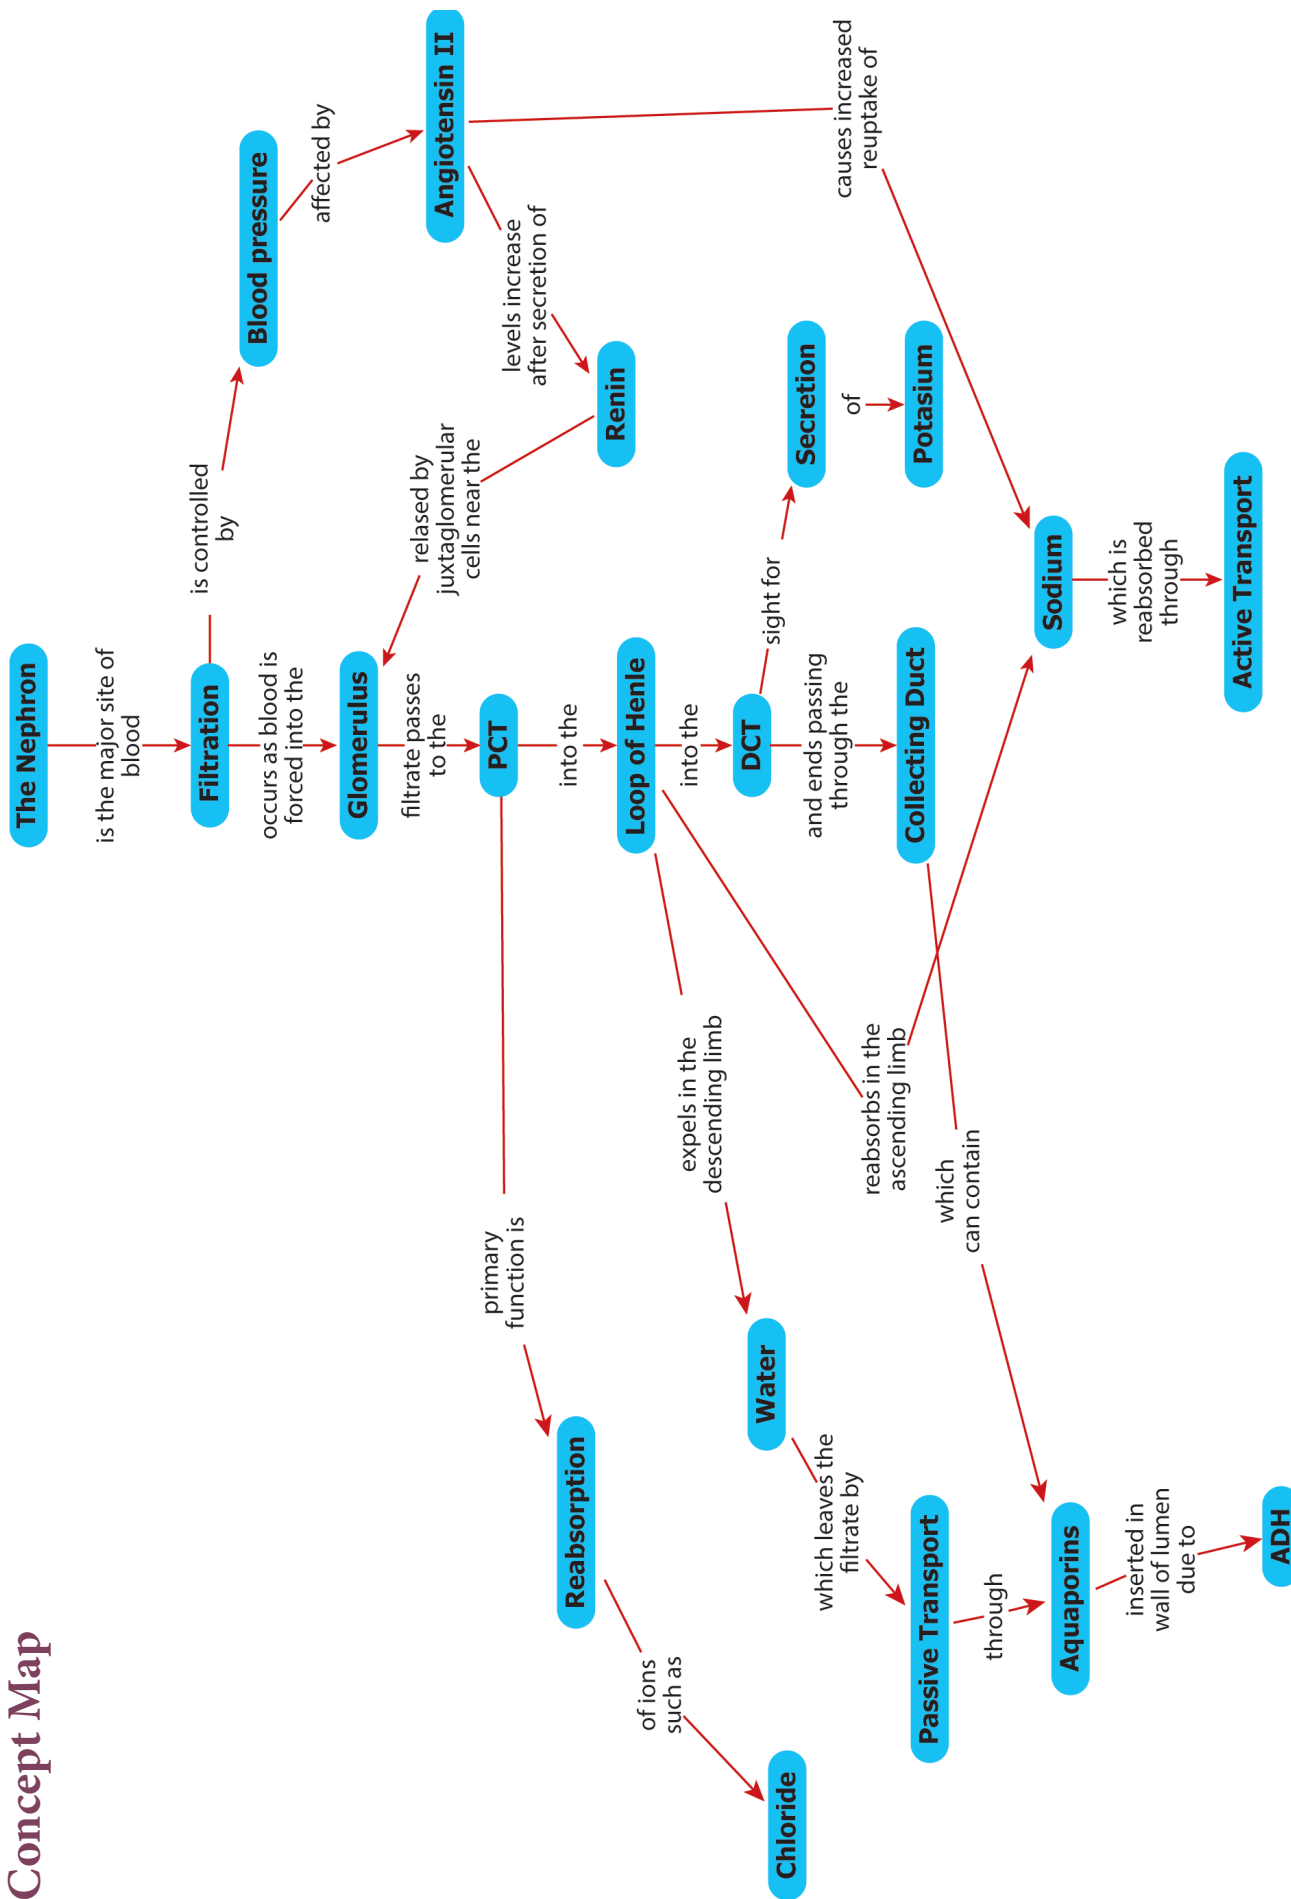 Concept Map
The Nephron
is the major site of
blood
Filtration
is controlled
by
Blood pressure
affected by
Angiotensin II
occurs as blood is
forced into the
Glomerulus
levels increase
after secretion of
Renin
relased by
juxtaglomerular
cells near the
causes increased
reuptake of
filtrate passes
to the
PCT
primary
function is
Reabsorption
of ions
such as
Chloride
into the
Loop of Henle
expels in the
descending limb
Water
which leaves the
filtrate by
Passive Transport
through
reabsorbs in the
ascending limb
into the
DCT
sight for
Secretion
of
Potasium
and ends passing
through the
Collecting Duct
which
can contain
Aquaporins
inserted in
wall of lumen
due to
ADH
Sodium
which is
reabsorbed
through
Active Transport